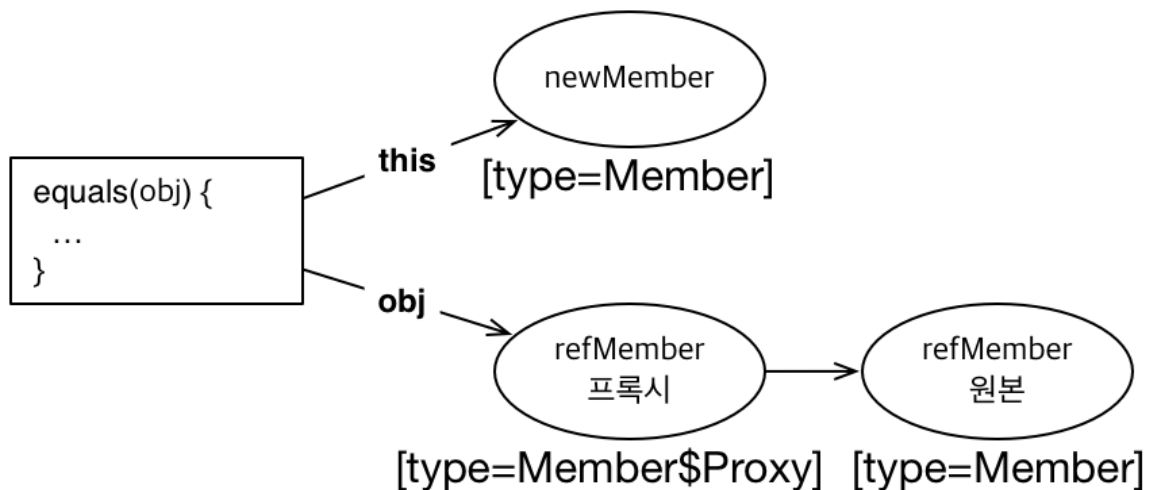 newMember
[type=Member]
this
equals(obj) {
...
}
obj
refMember
프록시
[type=Member$Proxy]
refMember
원본
[type=Member]